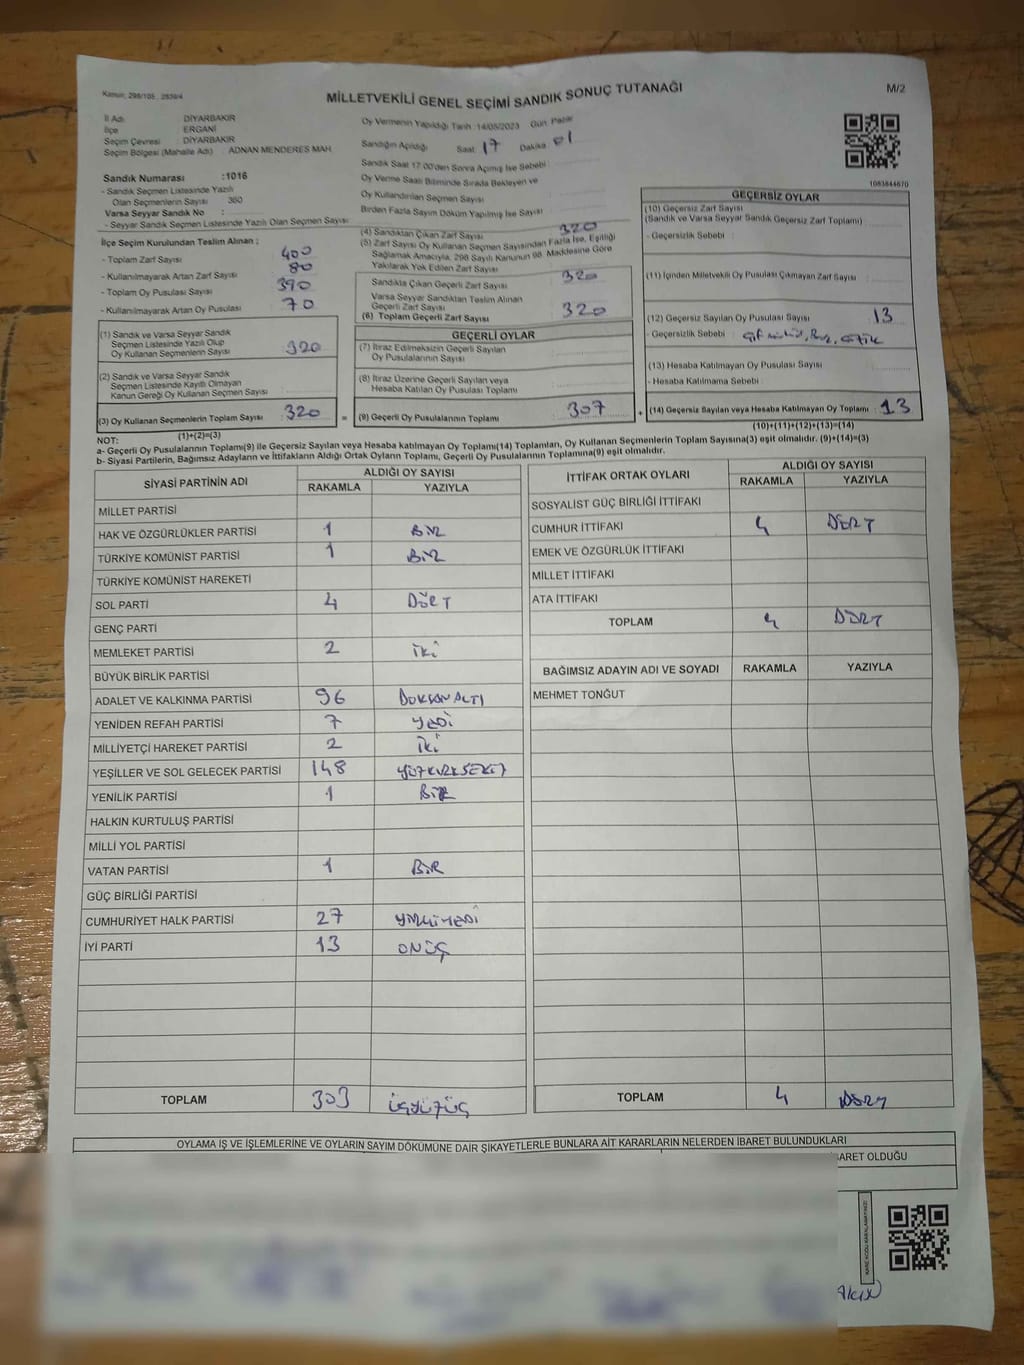 Kanun, 298/105 , 2839/4
MİLLETVEKİLİ GENEL SEÇİMİ SANDIK SONUÇ TUTANAĞI
M/2
İl Adı : DİYARBAKIR
İlçe : ERGANİ
Seçim Çevresi : DİYARBAKIR
Seçim Bölgesi (Mahalle Adı) : ADNAN MENDERES MAH.
Sandık Numarası :1016
- Sandık Seçmen Listesinde Yazılı
Olan Seçmenlerin Sayısı 360
Varsa Seyyar Sandık No :
- Seyyar Sandık Seçmen Listesinde Yazılı Olan Seçmen Sayısı
Oy Vermenin Yapıldığı Tarih :14/05/2023 Gün: Pazar
Sandığın Açıldığı Saat: 17 Dakika 01
Sandık Saat 17:00'den Sonra Açmış İse Sebebi :
Oy Verme Saati Bitiminde Sırada Bekleyen ve
Oy Kullandırılan Seçmen Sayısı
Birden Fazla Sayım Döküm Yapılmış İse Sayısı
1083844670
İlçe Seçim Kurulundan Teslim Alınan ;
- Toplam Zarf Sayısı 400
- Kullanılmayarak Artan Zarf Sayısı 80
- Toplam Oy Pusulası Sayısı 390
- Kullanılmayarak Artan Oy Pusulası 70
(1) Sandık ve Varsa Seyyar Sandık
Seçmen Listesinde Yazılı Olup
Oy Kullanan Seçmenlerin Sayısı 320
(2) Sandık ve Varsa Seyyar Sandık
Seçmen Listesinde Kayıtlı Olmayan
Kanun Gereği Oy Kullanan Seçmen Sayısı
(3) Oy Kullanan Seçmenlerin Toplam Sayısı : 320 =
(1)+(2)=(3)
(4) Sandıktan Çıkan Zarf Sayısı 320
(5) Zarf Sayısı Oy Kullanan Seçmen Sayısından Fazla İse, Eşitliği
Sağlamak Amacıyla, 298 Sayılı Kanunun 98. Maddesine Göre
Yakılarak Yok Edilen Zarf Sayısı
Sandıkta Çıkan Geçerli Zarf Sayısı 320
Varsa Seyyar Sandıktan Teslim Alınan
Geçerli Zarf Sayısı
(6) Toplam Geçerli Zarf Sayısı 320
GEÇERLİ OYLAR
(7) İtiraz Edilmeksizin Geçerli Sayılan
Oy Pusulalarının Sayısı
(8) İtiraz Üzerine Geçerli Sayılan veya
Hesaba Katılan Oy Pusulası Toplamı
(9) Geçerli Oy Pusulalarının Toplamı 307 +
GEÇERSİZ OYLAR
(10) Geçersiz Zarf Sayısı
(Sandık ve Varsa Seyyar Sandık Geçersiz Zarf Toplamı)
- Geçersizlik Sebebi :
(11) İçinden Milletvekili Oy Pusulası Çıkmayan Zarf Sayısı
(12) Geçersiz Sayılan Oy Pusulası Sayısı 13
- Geçersizlik Sebebi :
(13) Hesaba Katılmayan Oy Pusulası Sayısı
- Hesaba Katılmama Sebebi :
(14) Geçersiz Sayılan veya Hesaba Katılmayan Oy Toplamı : 13
(10)+(11)+(12)+(13)=(14)
NOT:
a- Geçerli Oy Pusulalarının Toplamı(9) ile Geçersiz Sayılan veya Hesaba katılmayan Oy Toplamı(14) Toplamları, Oy Kullanan Seçmenlerin Toplam Sayısına(3) eşit olmalıdır. (9)+(14)=(3)
b- Siyasi Partilerin, Bağımsız Adayların ve İttifakların Aldığı Ortak Oyların Toplamı, Geçerli Oy Pusulalarının Toplamına(9) eşit olmalıdır.
SİYASİ PARTİNİN ADI ALDIĞI OY SAYISI
RAKAMLA YAZIYLA
MİLLET PARTİSİ
HAK VE ÖZGÜRLÜKLER PARTİSİ 1 BİR
TÜRKİYE KOMÜNİST PARTİSİ 1 BİR
TÜRKİYE KOMÜNİST HAREKETİ
SOL PARTİ 4 DÖRT
GENÇ PARTİ
MEMLEKET PARTİSİ 2 İKİ
BÜYÜK BİRLİK PARTİSİ
ADALET VE KALKINMA PARTİSİ 96 DOKSANALTI
YENİDEN REFAH PARTİSİ 7 YEDİ
MİLLİYETÇİ HAREKET PARTİSİ 2 İKİ
YEŞİLLER VE SOL GELECEK PARTİSİ 148 YÜZKIRKSEKİZ
YENİLİK PARTİSİ 1 BİR
HALKIN KURTULUŞ PARTİSİ
MİLLİ YOL PARTİSİ
VATAN PARTİSİ 1 BİR
GÜÇ BİRLİĞİ PARTİSİ
CUMHURİYET HALK PARTİSİ 27 YİRMİYEDİ
İYİ PARTİ 13 ONÜÇ
TOPLAM 303 ÜÇYÜZÜÇ
İTTİFAK ORTAK OYLARI ALDIĞI OY SAYISI
RAKAMLA YAZIYLA
SOSYALİST GÜÇ BİRLİĞİ İTTİFAKI
CUMHUR İTTİFAKI 4 DÖRT
EMEK VE ÖZGÜRLÜK İTTİFAKI
MİLLET İTTİFAKI
ATA İTTİFAKI
TOPLAM 4 DÖRT
BAĞIMSIZ ADAYIN ADI VE SOYADI RAKAMLA YAZIYLA
MEHMET TONĞUT
TOPLAM 4 DÖRT
OYLAMA İŞ VE İŞLEMLERİNE VE OYLARIN SAYIM DÖKÜMÜNE DAİR ŞİKAYETLERLE BUNLARA AİT KARARLARIN NELERDEN İBARET BULUNDUKLARI
BARET OLDUĞU
KARE KODU KARALAMAYINIZ!